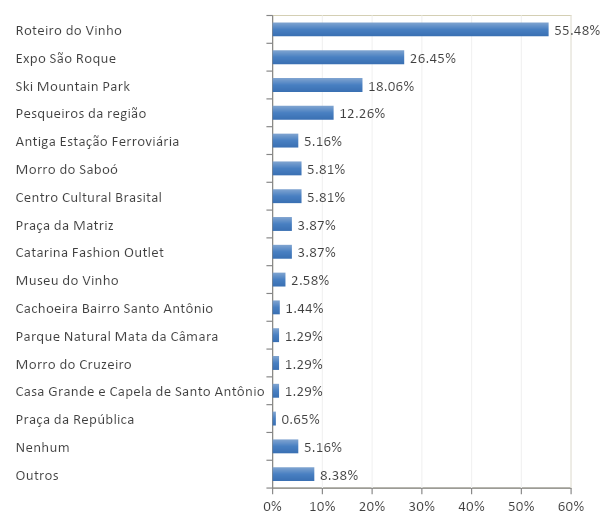 Roteiro do Vinho 55.48%
Expo São Roque 26.45%
Ski Mountain Park 18.06%
Pesqueiros da região 12.26%
Antiga Estação Ferroviária 5.16%
Morro do Saboó 5.81%
Centro Cultural Brasital 5.81%
Praça da Matriz 3.87%
Catarina Fashion Outlet 3.87%
Museu do Vinho 2.58%
Cachoeira Bairro Santo Antônio 1.44%
Parque Natural Mata da Câmara 1.29%
Morro do Cruzeiro 1.29%
Casa Grande e Capela de Santo Antônio 1.29%
Praça da República 0.65%
Nenhum 5.16%
Outros 8.38%
0% 10% 20% 30% 40% 50% 60%